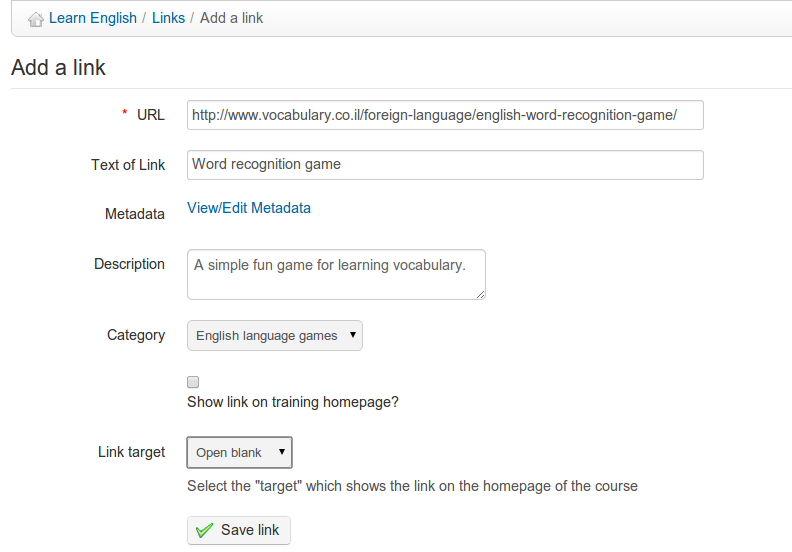 Learn English / Links / Add a link
Add a link
* URL http://www.vocabulary.co.il/foreign-language/english-word-recognition-game/
Text of Link Word recognition game
Metadata View/Edit Metadata
Description A simple fun game for learning vocabulary.
Category English language games
Show link on training homepage?
Link target Open blank
Select the "target" which shows the link on the homepage of the course
Save link